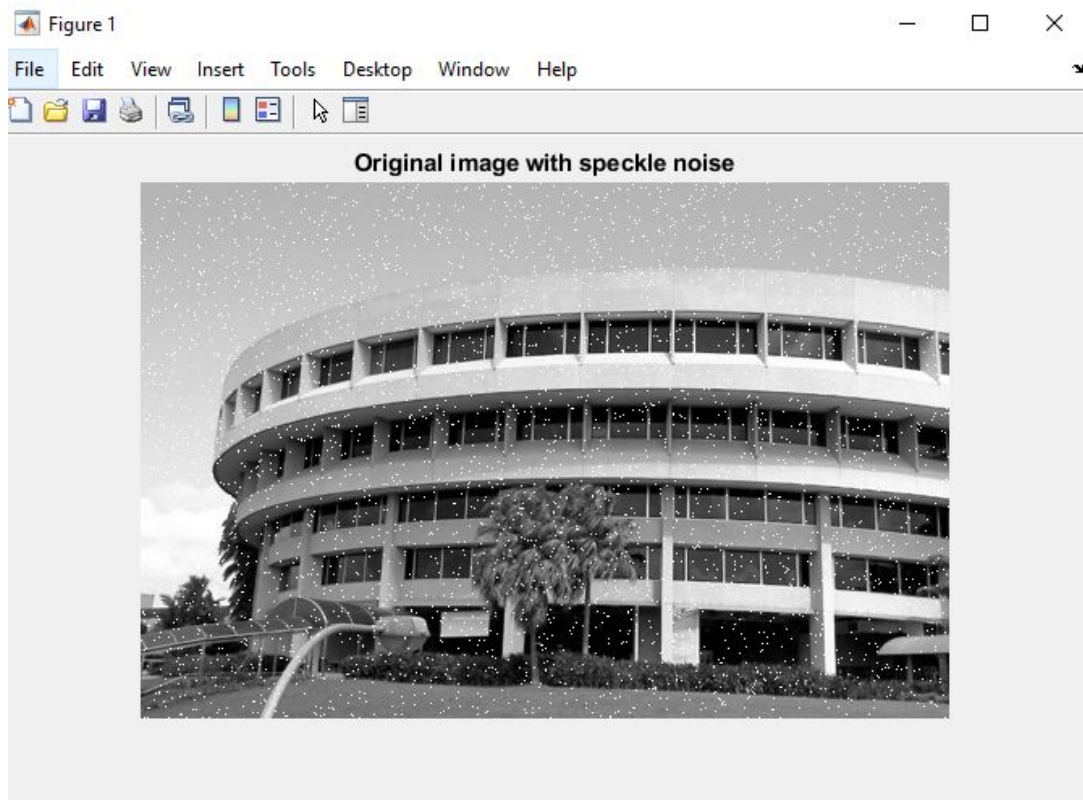 Figure 1
File Edit View Insert Tools Desktop Window Help
Original image with speckle noise